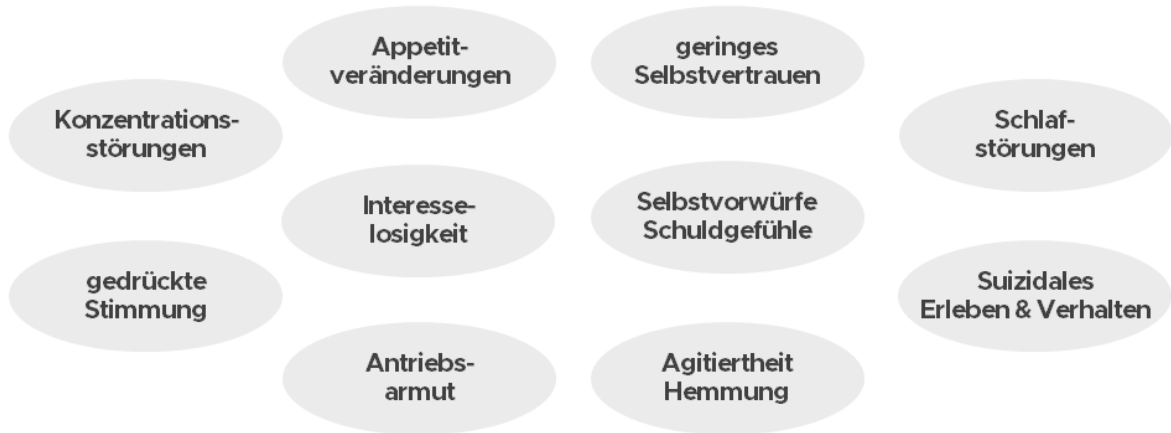 Appetit-
veränderungen
geringes
Selbstvertrauen
Konzentrations-
störungen
Schlaf-
störungen
Interesse-
losigkeit
Selbstvorwürfe
Schuldgefühle
gedrückte
Stimmung
Suizidales
Erleben & Verhalten
Antriebs-
armut
Agitiertheit
Hemmung